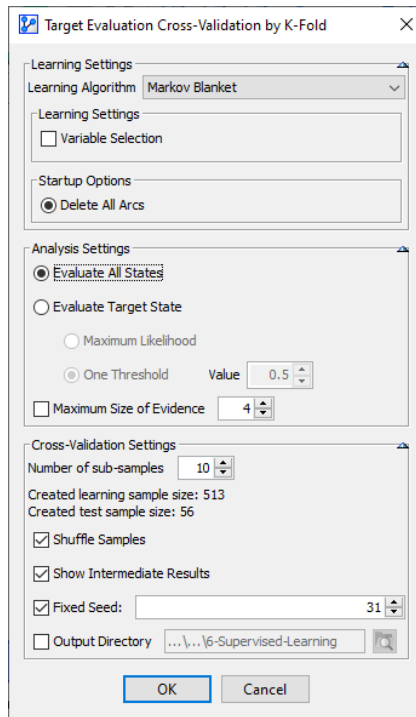 Target Evaluation Cross-Validation by K-Fold
Learning Settings
Learning Algorithm Markov Blanket
Learning Settings
Variable Selection
Startup Options
Delete All Arcs
Analysis Settings
Evaluate All States
Evaluate Target State
Maximum Likelihood
One Threshold Value 0.5
Maximum Size of Evidence 4
Cross-Validation Settings
Number of sub-samples 10
Created learning sample size: 513
Created test sample size: 56
Shuffle Samples
Show Intermediate Results
Fixed Seed: 31
Output Directory ...\...\6-Supervised-Learning
OK Cancel